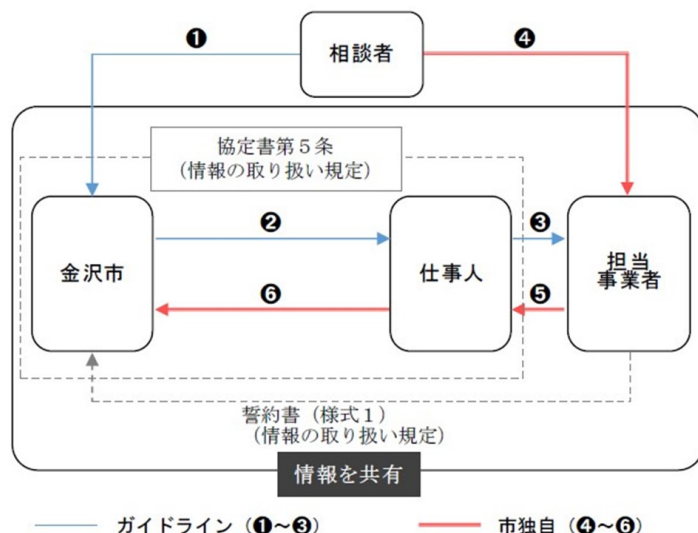 ❶
相談者
❹
協定書第５条
（情報の取り扱い規定）
金沢市
❷
仕事人
❸
担当
事業者
❻
❺
誓約書（様式１）
（情報の取り扱い規定）
情報を共有
ガイドライン（❶～❸）
市独自（❹～❻）